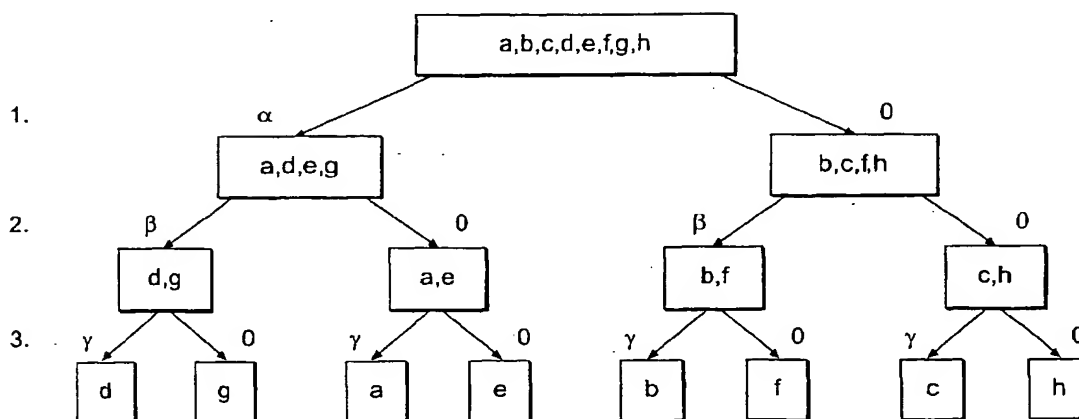 a,b,c,d,e,f,g,h
1. α 0
a,d,e,g b,c,f,h
2. β 0 β 0
d,g a,e b,f c,h
3. γ 0 γ 0 γ 0 γ 0
d g a e b f c h